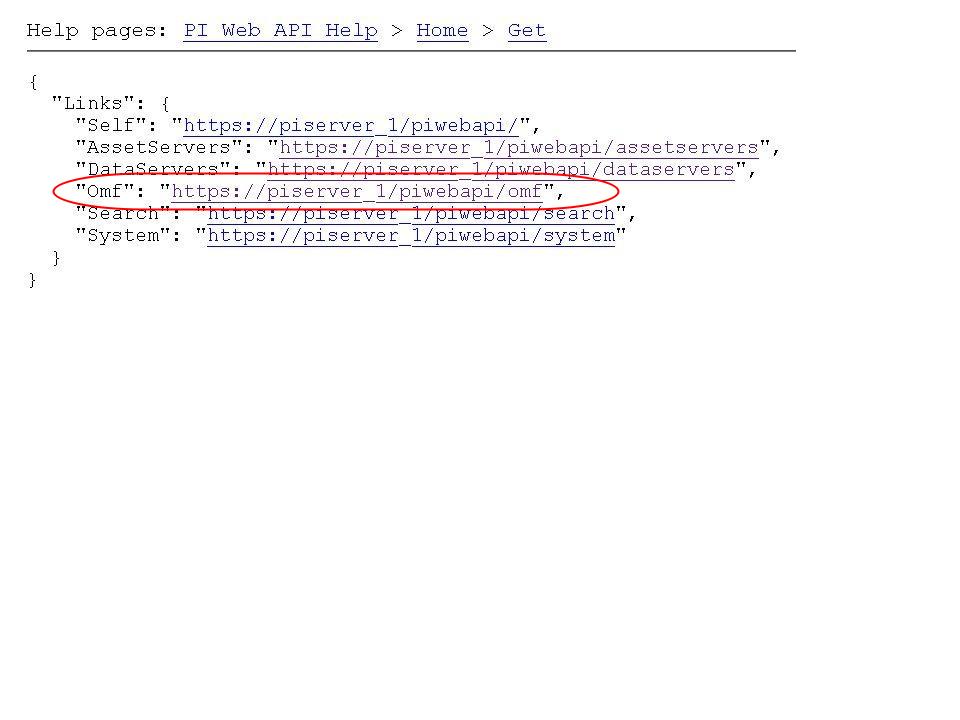 Help pages: PI Web API Help > Home > Get
{
  "Links": {
    "Self": "https://piserver_1/piwebapi/",
    "AssetServers": "https://piserver_1/piwebapi/assetservers",
    "DataServers": "https://piserver_1/piwebapi/dataservers",
    "Omf": "https://piserver_1/piwebapi/omf",
    "Search": "https://piserver_1/piwebapi/search",
    "System": "https://piserver_1/piwebapi/system"
  }
}